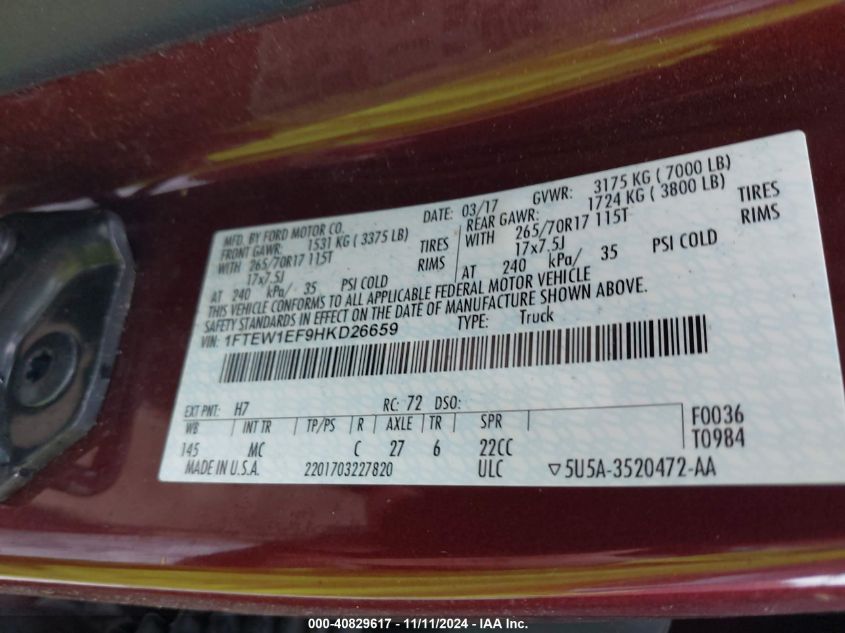 MFD. BY FORD MOTOR CO.
DATE: 03/17 GVWR: 3175 KG ( 7000 LB)
FRONT GAWR: 1531 KG ( 3375 LB)
REAR GAWR: 1724 KG ( 3800 LB)
WITH 265/70R17 115T TIRES
WITH 265/70R17 115T TIRES
17x7.5J RIMS
17x7.5J RIMS
AT 240 kPa/ 35 PSI COLD
AT 240 kPa/ 35 PSI COLD
THIS VEHICLE CONFORMS TO ALL APPLICABLE FEDERAL MOTOR VEHICLE
SAFETY STANDARDS IN EFFECT ON THE DATE OF MANUFACTURE SHOWN ABOVE.
VIN: 1FTEW1EF9HKD26659 TYPE: Truck
EXT PNT: H7 RC: 72 DSO:
WB INT TR TP/PS R AXLE TR SPR
145 MC C 27 6 22CC
F0036
T0984
MADE IN U.S.A. 2201703227820 ULC ▽5U5A-3520472-AA
000-40829617 - 11/11/2024 - IAA Inc.